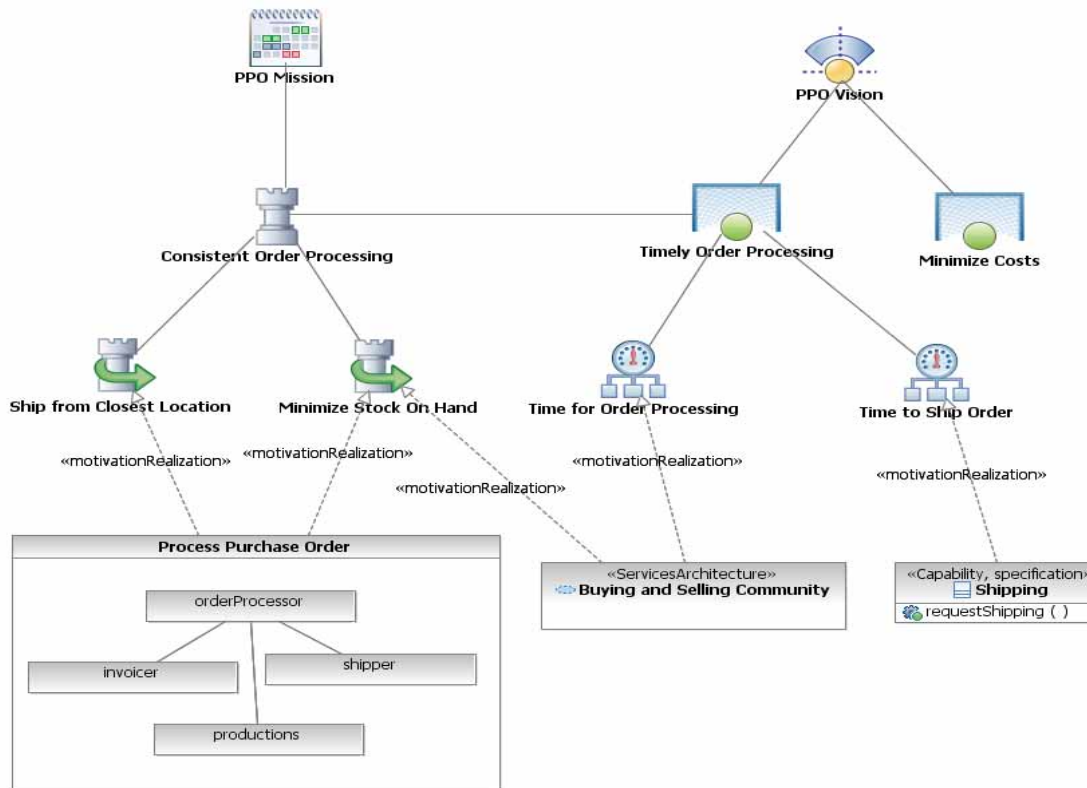 PPO Mission
PPO Vision
Consistent Order Processing
Timely Order Processing
Minimize Costs
Ship from Closest Location
Minimize Stock On Hand
Time for Order Processing
Time to Ship Order
«motivationRealization»
«motivationRealization»
«motivationRealization»
«motivationRealization»
«motivationRealization»
Process Purchase Order
orderProcessor
invoicer
shipper
productions
«ServicesArchitecture»
Buying and Selling Community
«Capability, specification»
Shipping
requestShipping ( )